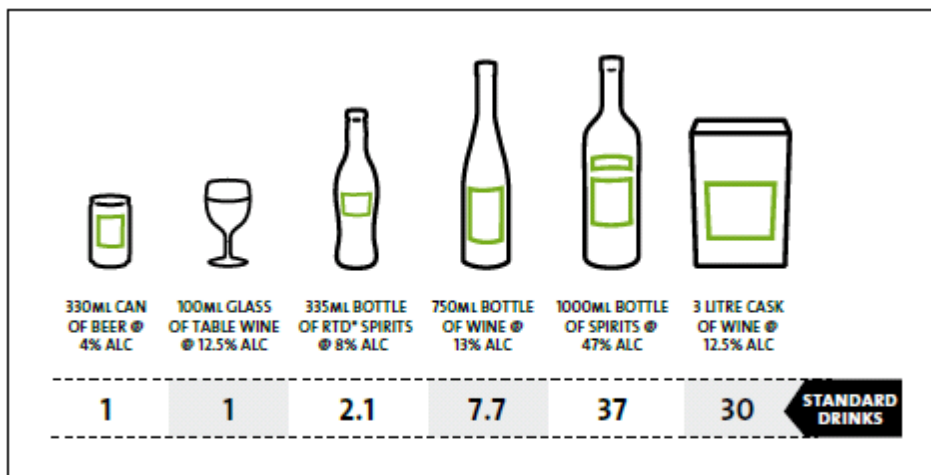 330ML CAN
OF BEER @
4% ALC
100ML GLASS
OF TABLE WINE
@ 12.5% ALC
335ML BOTTLE
OF RTD* SPIRITS
@ 8% ALC
750ML BOTTLE
OF WINE @
13% ALC
1000ML BOTTLE
OF SPIRITS @
47% ALC
3 LITRE CASK
OF WINE @
12.5% ALC
1
1
2.1
7.7
37
30
STANDARD
DRINKS